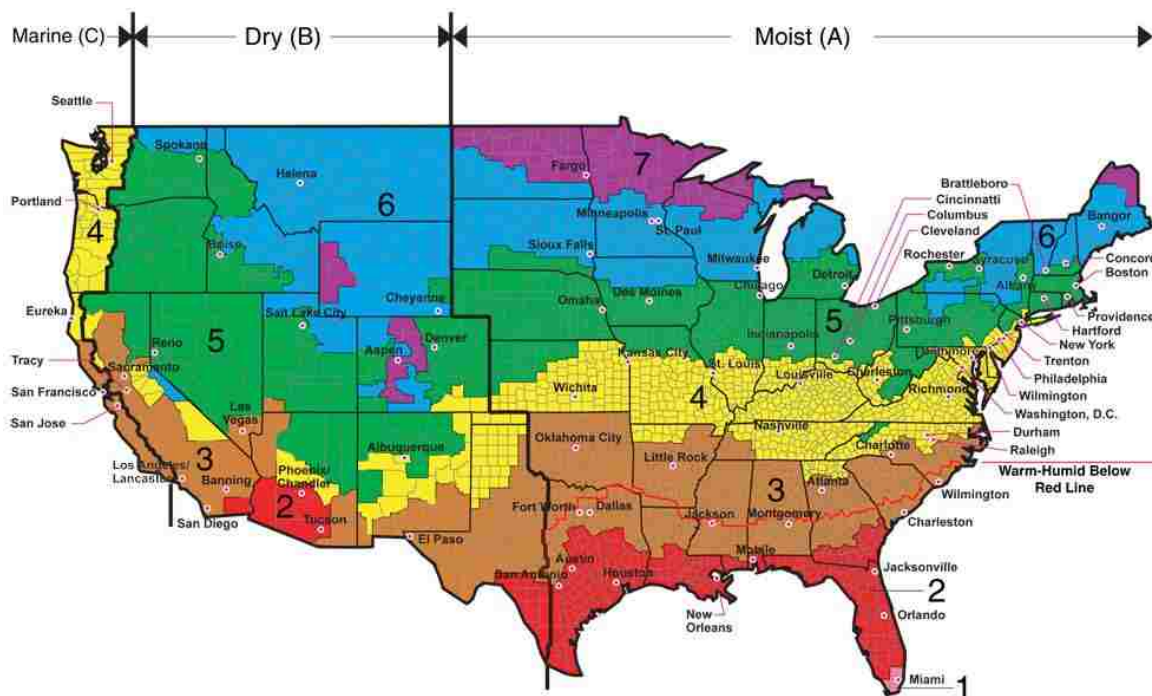 Marine (C)
Dry (B)
Moist (A)
Seattle
Spokane
Helena
Fargo
7
Brattleboro
Cincinnatti
Columbus
Cleveland
Portland
4
6
Minneapolis
St. Paul
Bangor
6
Boise
Sioux Falls
Milwaukee
Rochester
Syracuse
Concord
Detroit
Albany
Boston
Eureka
Cheyenne
Omaha
Des Moines
Chicago
Providence
Salt Lake City
5
Pittsburgh
Hartford
5
Reno
Denver
Indianapolis
New York
Tracy
Aspen
Kansas City
St. Louis
Baltimore
Trenton
Sacramento
Louisville
Charleston
Philadelphia
San Francisco
Wichita
Richmond
Wilmington
Las
Vegas
4
Washington, D.C.
San Jose
Nashville
Durham
Albuquerque
Oklahoma City
Charlotte
Raleigh
3
Los Angeles/
Lancaster
Phoenix/
Chandler
Little Rock
3
Atlanta
Warm-Humid Below
Red Line
Banning
2
Wilmington
San Diego
Tucson
Fort Worth
Dallas
Jackson
Montgomery
Charleston
El Paso
Mobile
Austin
Jacksonville
San Antonio
Houston
2
New
Orleans
Orlando
Miami
1